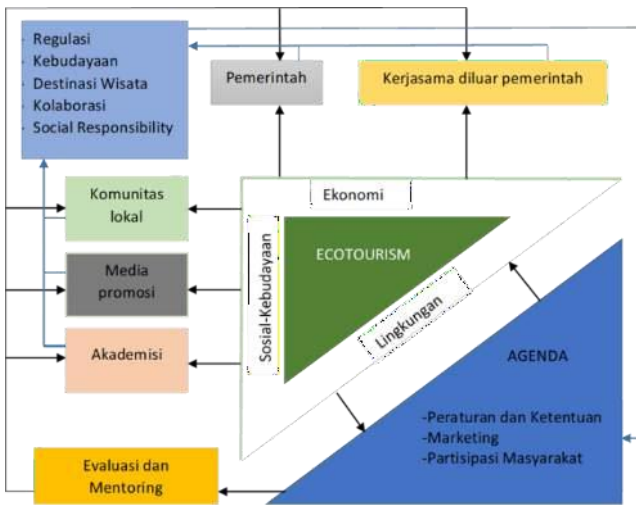 · Regulasi
· Kebudayaan
· Destinasi Wisata
· Kolaborasi
· Social Responsibility
Pemerintah
Kerjasama diluar pemerintah
Komunitas
lokal
Ekonomi
Media
promosi
Sosial-Kebudayaan
ECOTOURISM
Lingkungan
Akademisi
AGENDA
-Peraturan dan Ketentuan
-Marketing
-Partisipasi Masyarakat
Evaluasi dan
Mentoring